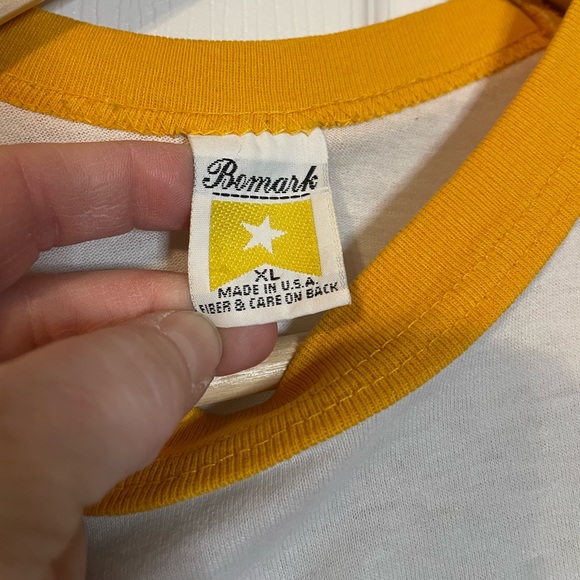 Bomark
XL
MADE IN U.S.A.
FIBER & CARE ON BACK